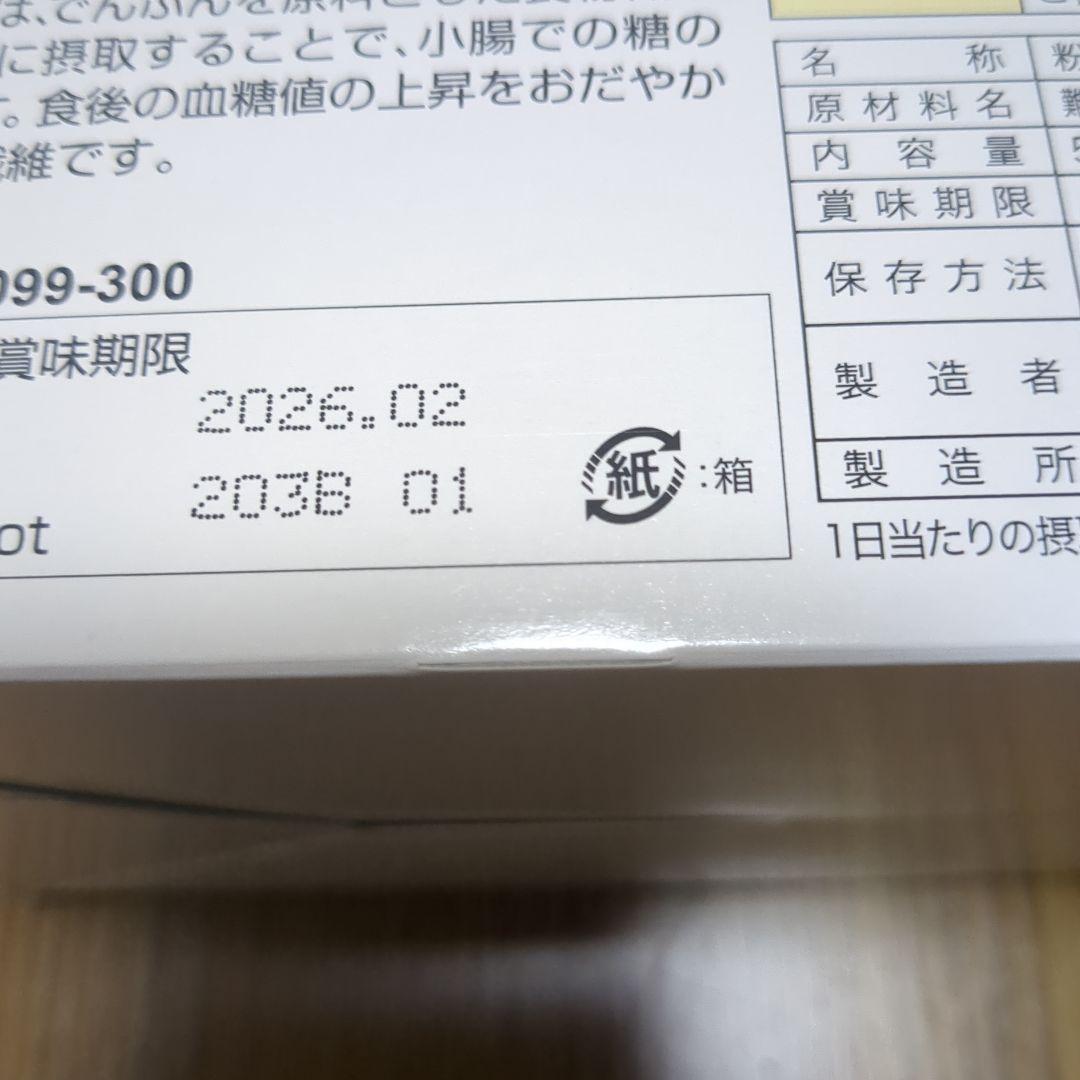 に摂取することで、小腸での糖の
す。食後の血糖値の上昇をおだやか
維です。
099-300
賞味期限
2026.02
203B 01
紙:箱
ot
名称 粉
原材料名 難
内容量
賞味期限
保存方法
製造者
製造所
1日当たりの摂